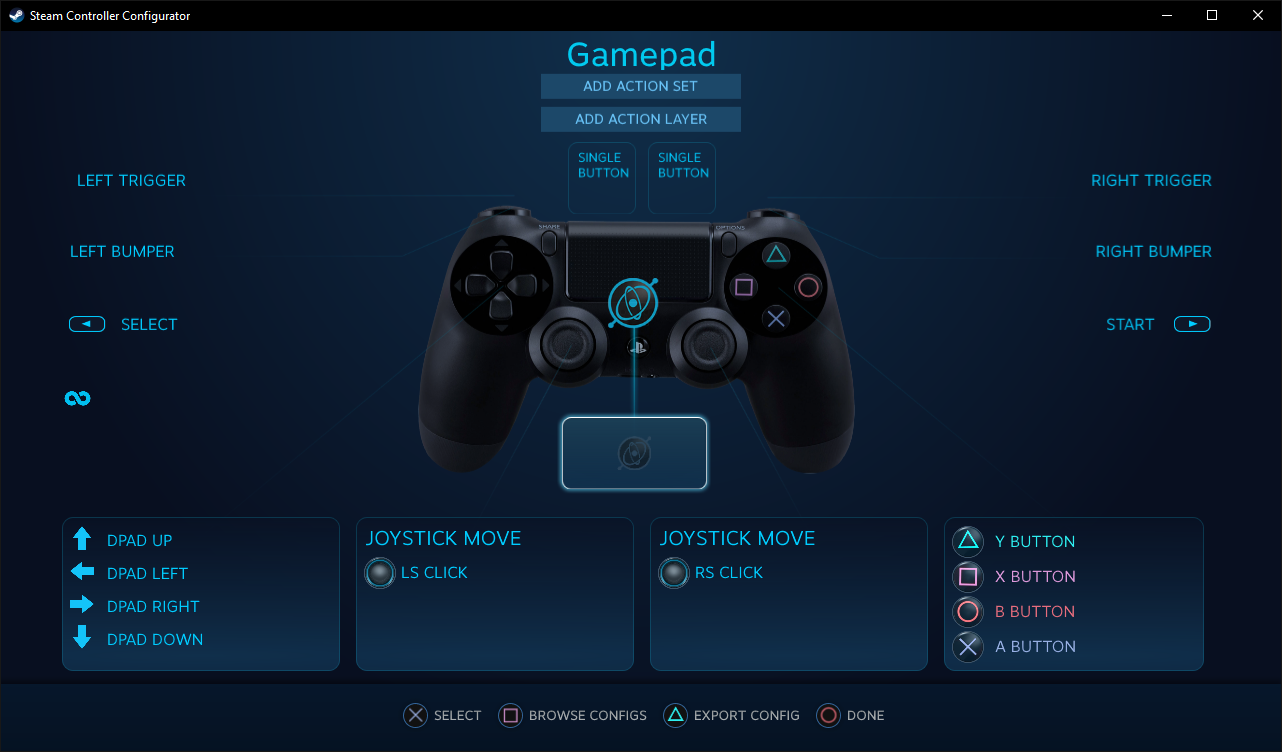 Steam Controller Configurator
Gamepad
ADD ACTION SET
ADD ACTION LAYER
SINGLE
BUTTON
SINGLE
BUTTON
LEFT TRIGGER
RIGHT TRIGGER
SHARE
OPTIONS
LEFT BUMPER
RIGHT BUMPER
SELECT
START
DPAD UP
DPAD LEFT
DPAD RIGHT
DPAD DOWN
JOYSTICK MOVE
LS CLICK
JOYSTICK MOVE
RS CLICK
Y BUTTON
X BUTTON
B BUTTON
A BUTTON
SELECT
BROWSE CONFIGS
EXPORT CONFIG
DONE